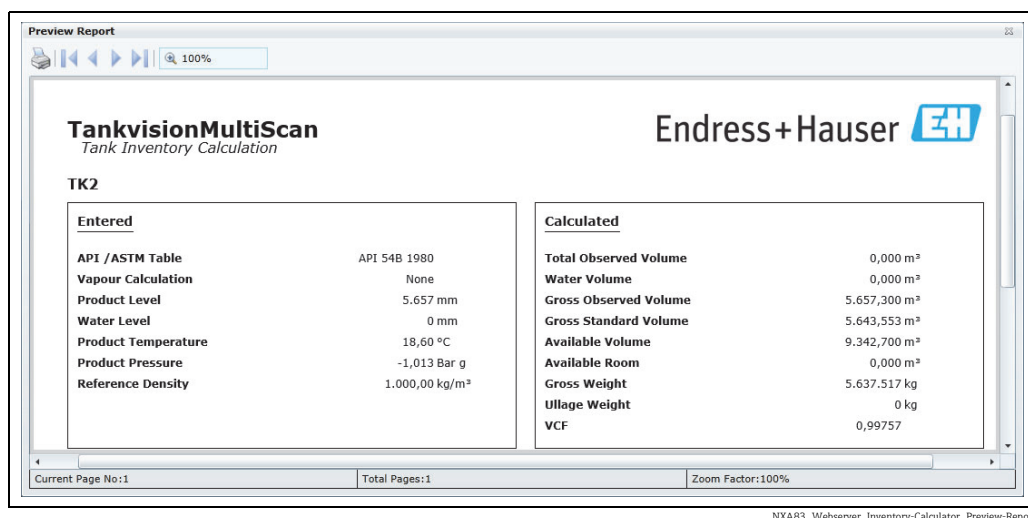 Preview Report
100%
TankvisionMultiScan
Tank Inventory Calculation
Endress+Hauser EH
TK2
Entered
API /ASTM Table API 54B 1980
Vapour Calculation None
Product Level 5.657 mm
Water Level 0 mm
Product Temperature 18,60 °C
Product Pressure -1,013 Bar g
Reference Density 1.000,00 kg/m³
Calculated
Total Observed Volume 0,000 m³
Water Volume 0,000 m³
Gross Observed Volume 5.657,300 m³
Gross Standard Volume 5.643,553 m³
Available Volume 9.342,700 m³
Available Room 0,000 m³
Gross Weight 5.637.517 kg
Ullage Weight 0 kg
VCF 0,99757
Current Page No:1 Total Pages:1 Zoom Factor:100%